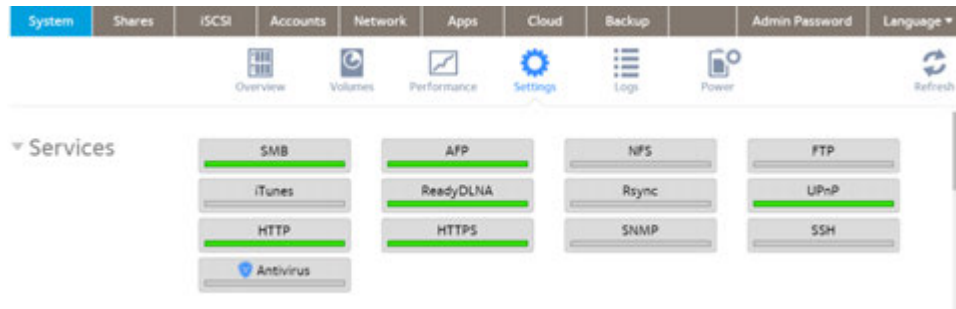 System Shares iSCSI Accounts Network Apps Cloud Backup Admin Password Language
Overview Volumes Performance Settings Logs Power Refresh
Services
SMB AFP NFS FTP
iTunes ReadyDLNA Rsync UPnP
HTTP HTTPS SNMP SSH
Antivirus